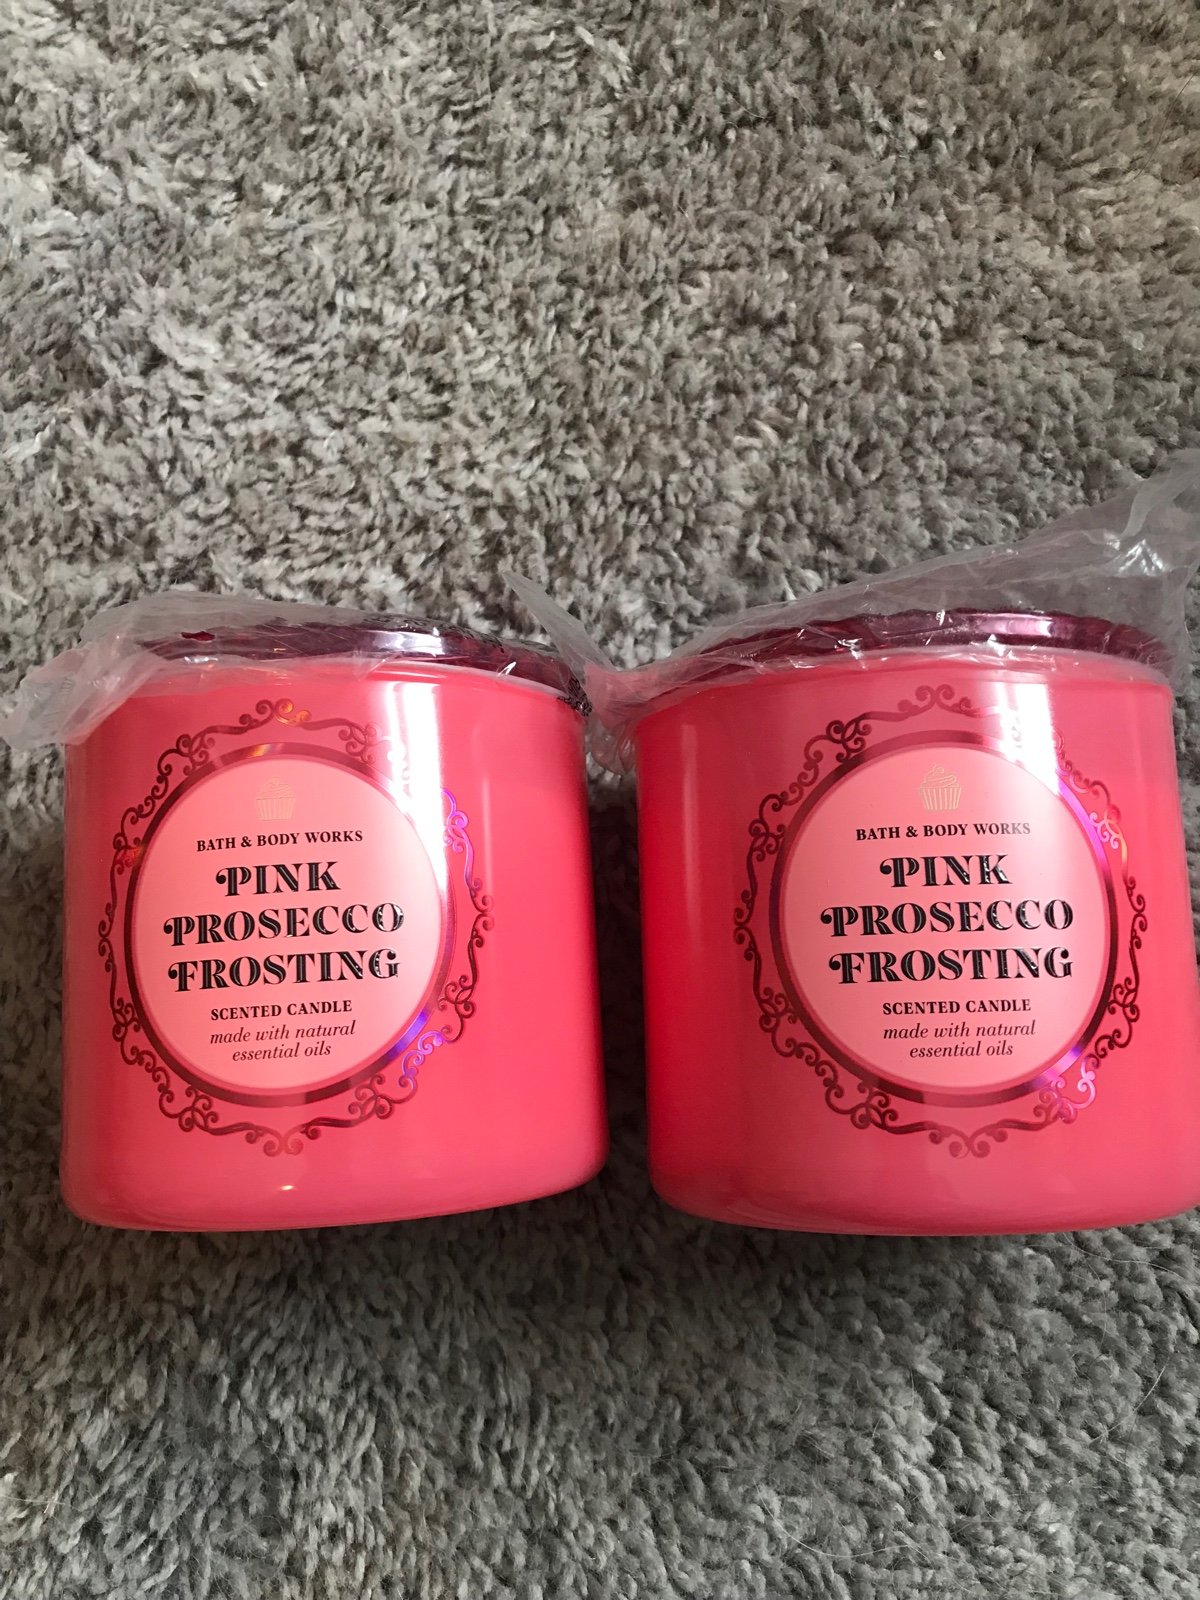 BATH & BODY WORKS
PINK
PROSECCO
FROSTING
SCENTED CANDLE
made with natural
essential oils
BATH & BODY WORKS
PINK
PROSECCO
FROSTING
SCENTED CANDLE
made with natural
essential oils